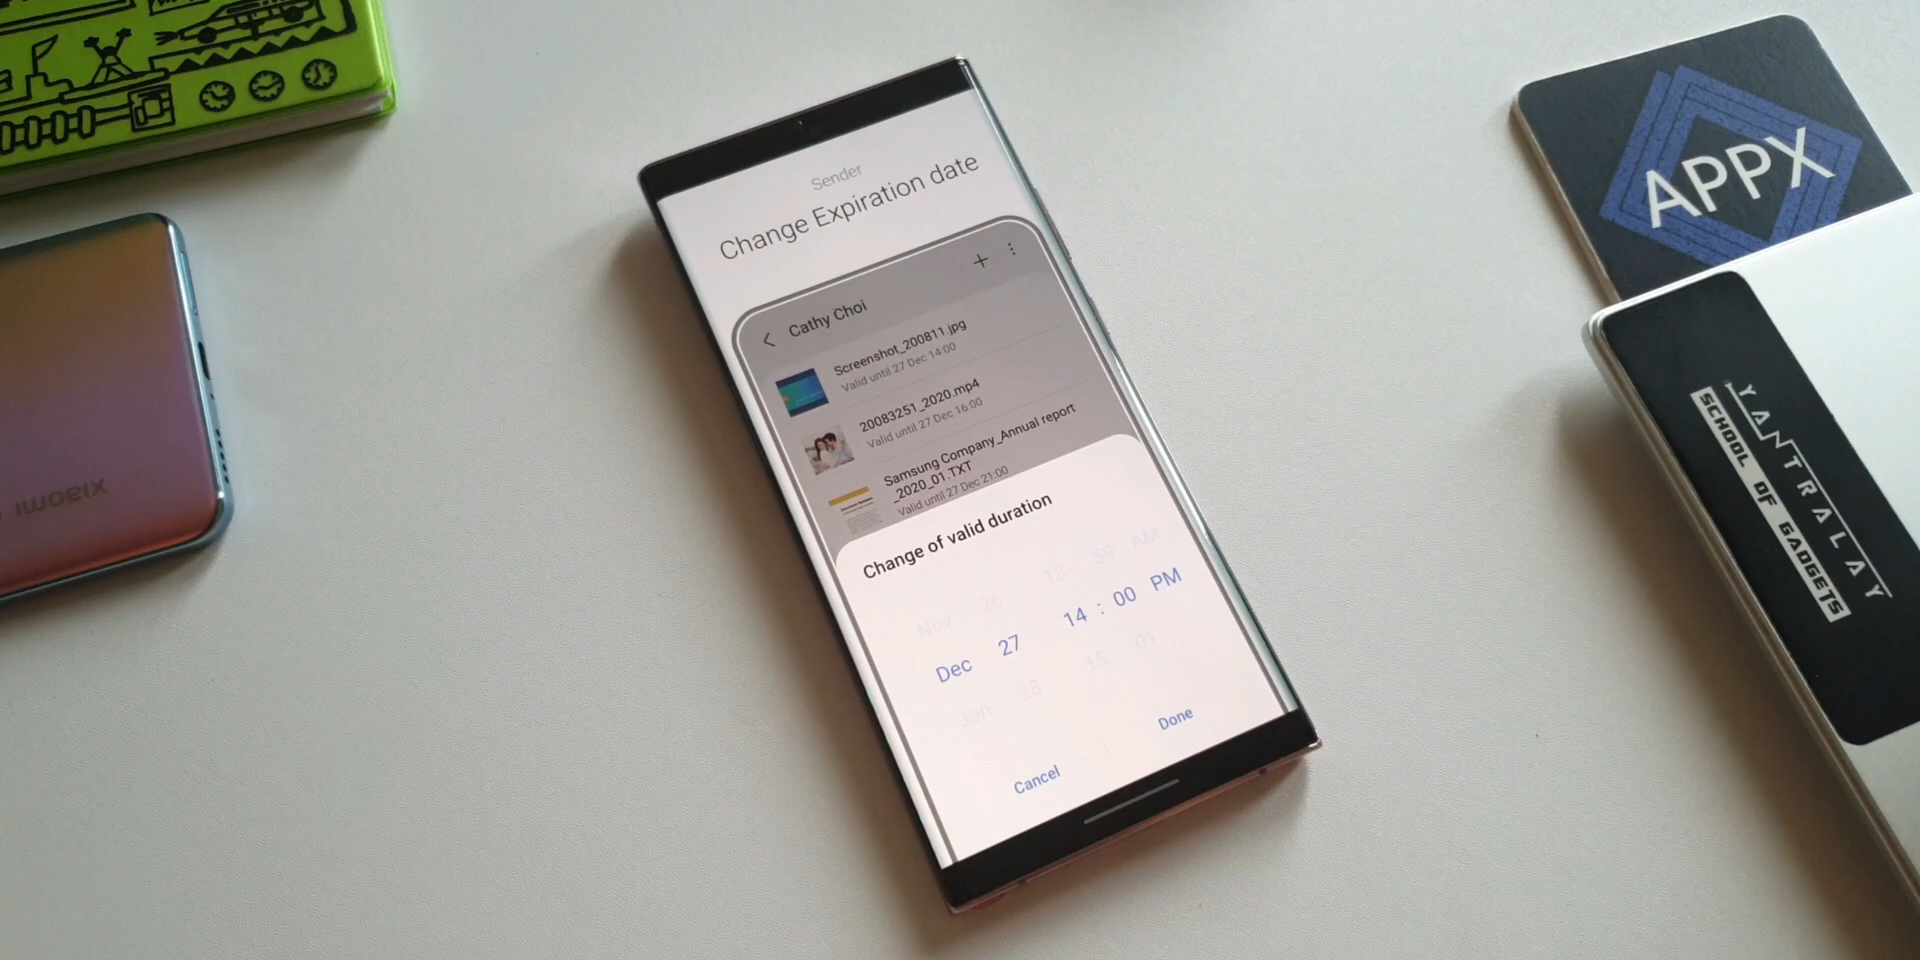 Sender
Change Expiration date
Cathy Choi
Screenshot_200811.jpg
Valid until 27 Dec 14:00
20083251_2020.mp4
Valid until 27 Dec 16:00
Samsung Company_Annual report
_2020_01.TXT
Valid until 27 Dec 21:00
Change of valid duration
Nov 26 13 : 59 AM
Dec 27 14 : 00 PM
Jan 28 15 01
Cancel Done
xiaomi
APPX
YANTRALAY
SCHOOL OF GADGETS